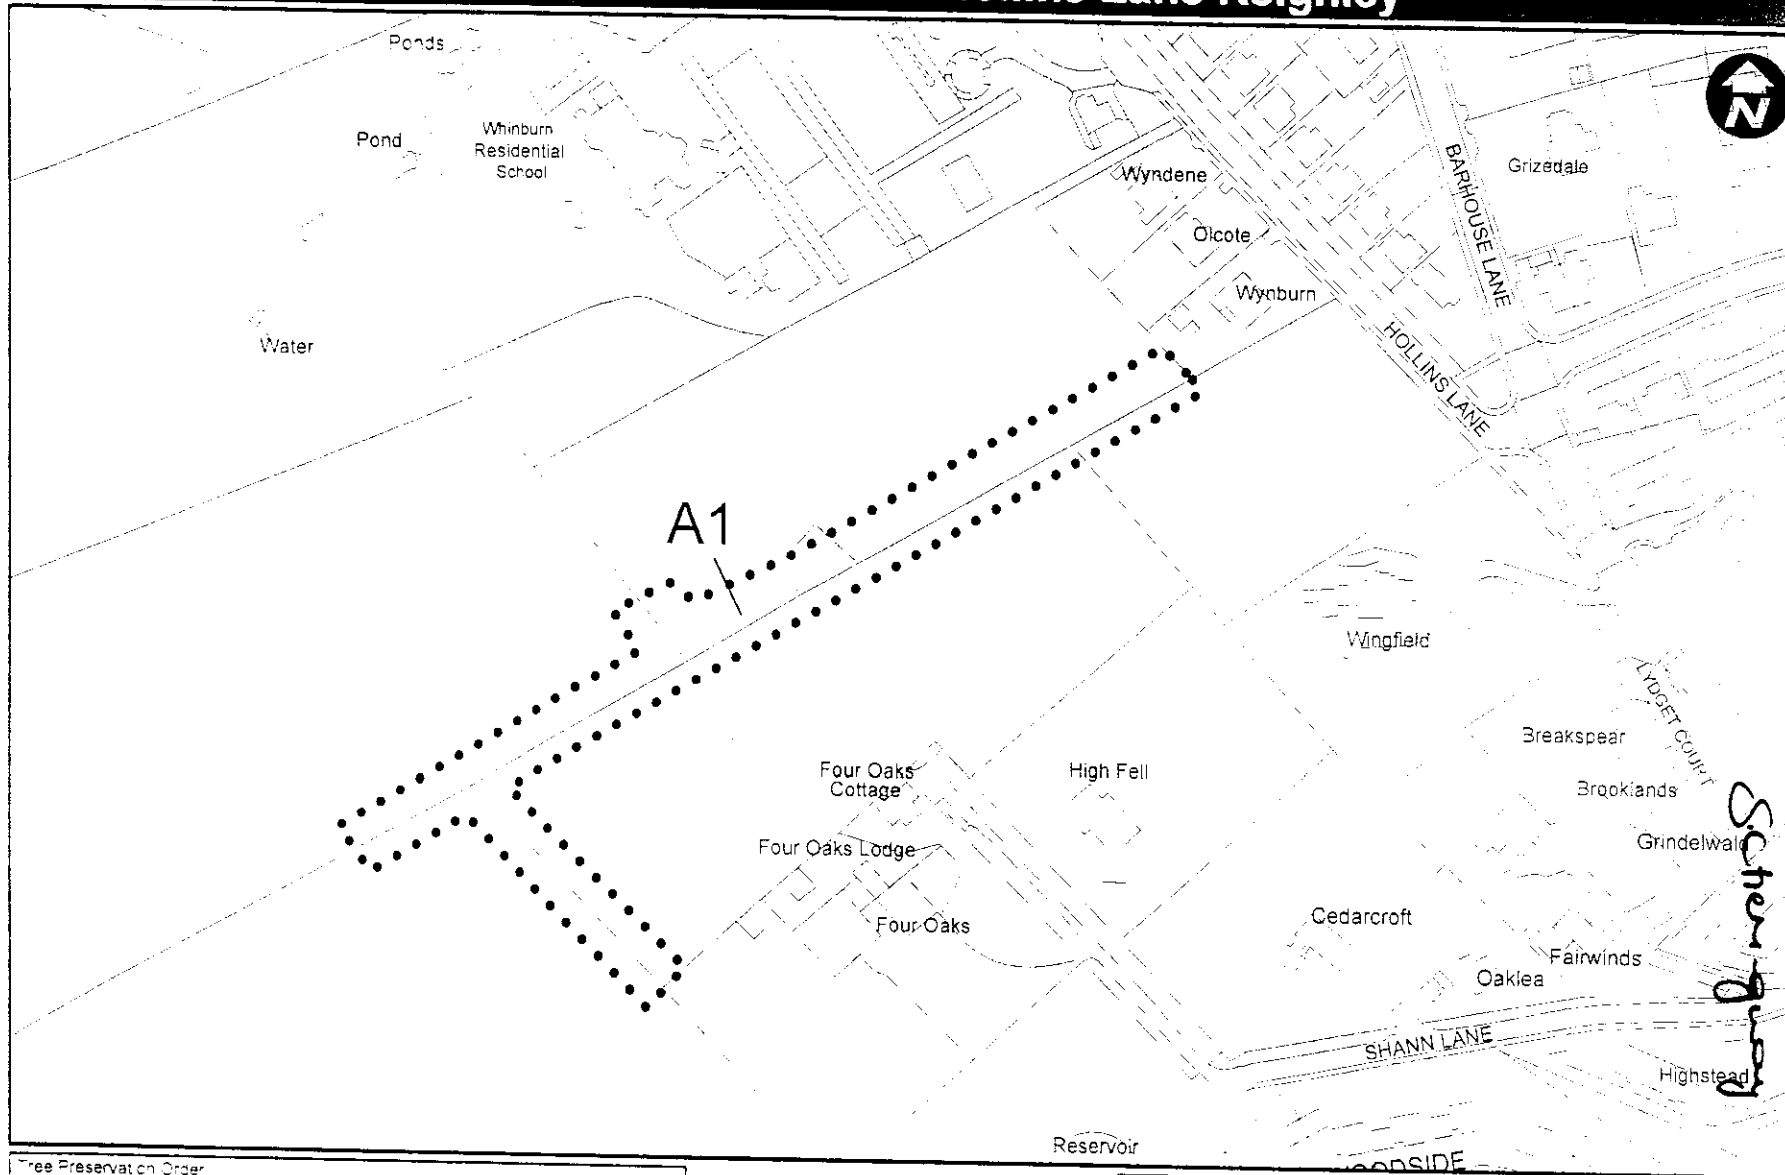 Lane Keighley
Ponds
N
Pond
Whinburn
Residential
School
Wyndene
BARHOUSE LANE
Grizedale
Olcote
Wynburn
Water
HOLLINS LANE
A1
Wingfield
LYDGET COURT
Breakspear
Four Oaks
Cottage
High Fell
Brooklands
Four Oaks Lodge
Grindelwald
Cedarcroft
Four Oaks
Fairwinds
Oaklea
SHANN LANE
Highstead
Reservoir
Tree Preservation Order